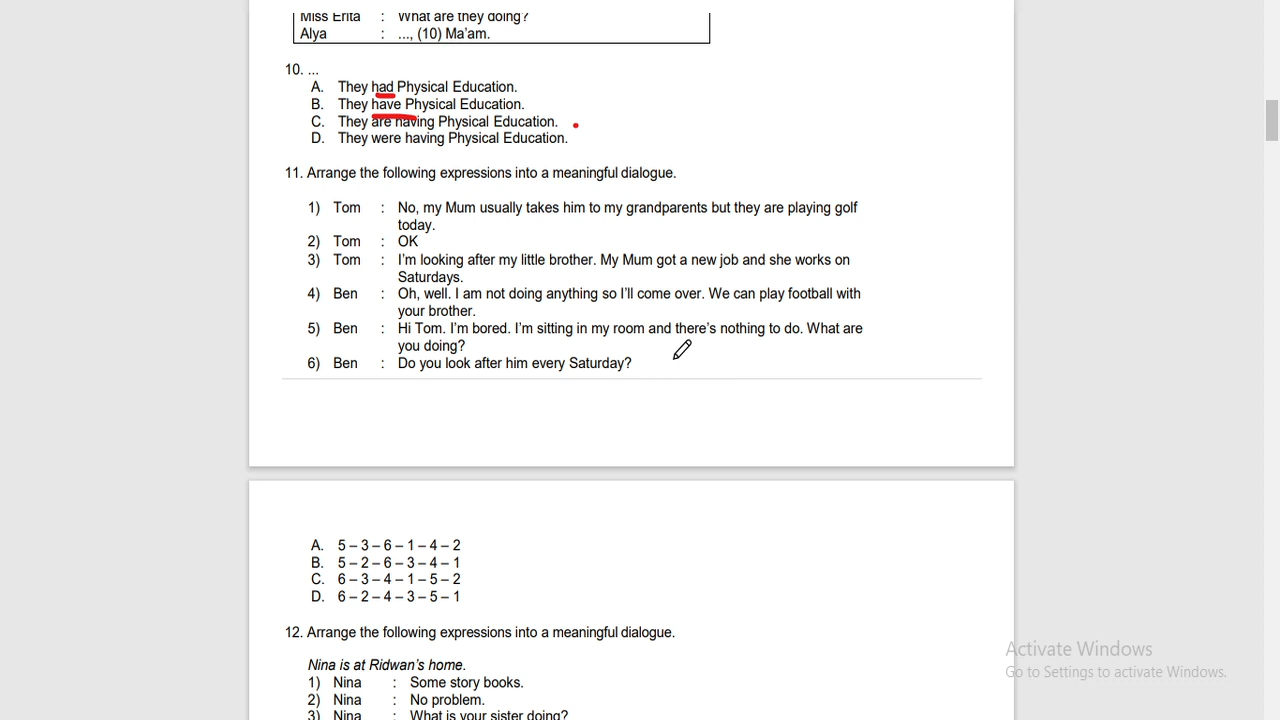 Miss Erita : What are they doing?
Alya : ..., (10) Ma'am.
10. ...
A. They had Physical Education.
B. They have Physical Education.
C. They are having Physical Education.
D. They were having Physical Education.
11. Arrange the following expressions into a meaningful dialogue.
1) Tom : No, my Mum usually takes him to my grandparents but they are playing golf
today.
2) Tom : OK
3) Tom : I'm looking after my little brother. My Mum got a new job and she works on
Saturdays.
4) Ben : Oh, well. I am not doing anything so I'll come over. We can play football with
your brother.
5) Ben : Hi Tom. I'm bored. I'm sitting in my room and there's nothing to do. What are
you doing?
6) Ben : Do you look after him every Saturday?
A. 5 – 3 – 6 – 1 – 4 – 2
B. 5 – 2 – 6 – 3 – 4 – 1
C. 6 – 3 – 4 – 1 – 5 – 2
D. 6 – 2 – 4 – 3 – 5 – 1
12. Arrange the following expressions into a meaningful dialogue.
Nina is at Ridwan's home.
1) Nina : Some story books.
2) Nina : No problem.
3) Nina : What is your sister doing?
Activate Windows
Go to Settings to activate Windows.